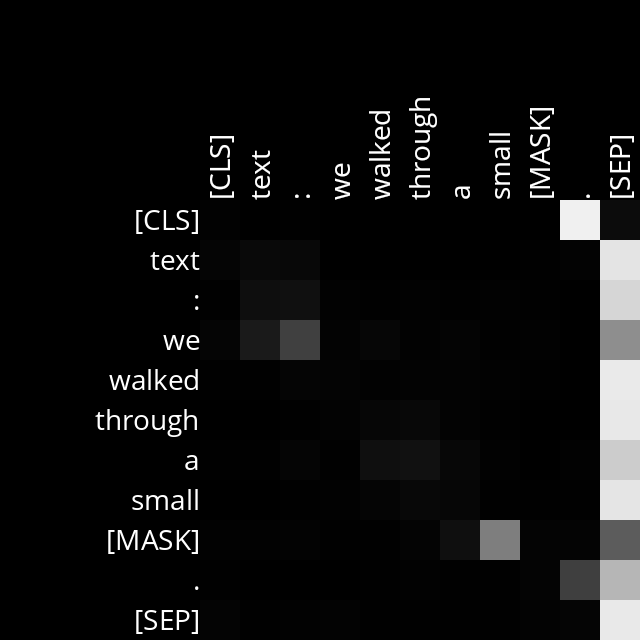 [CLS] text : we walked through a small [MASK] . [SEP]
[CLS]
text
:
we
walked
through
a
small
[MASK]
.
[SEP]